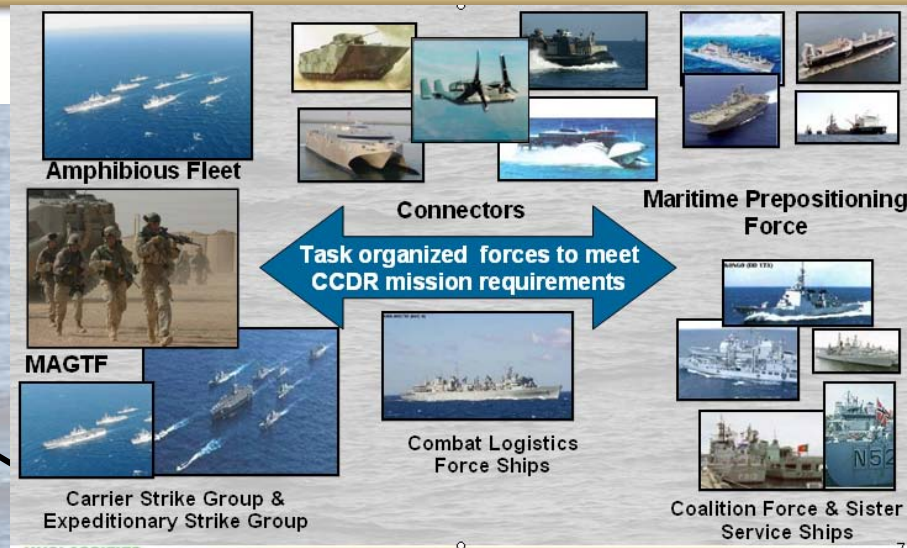 Amphibious Fleet
Connectors
Maritime Prepositioning
Force
Task organized forces to meet
CCDR mission requirements
MAGTF
Combat Logistics
Force Ships
Carrier Strike Group &
Expeditionary Strike Group
Coalition Force & Sister
Service Ships
N52
7